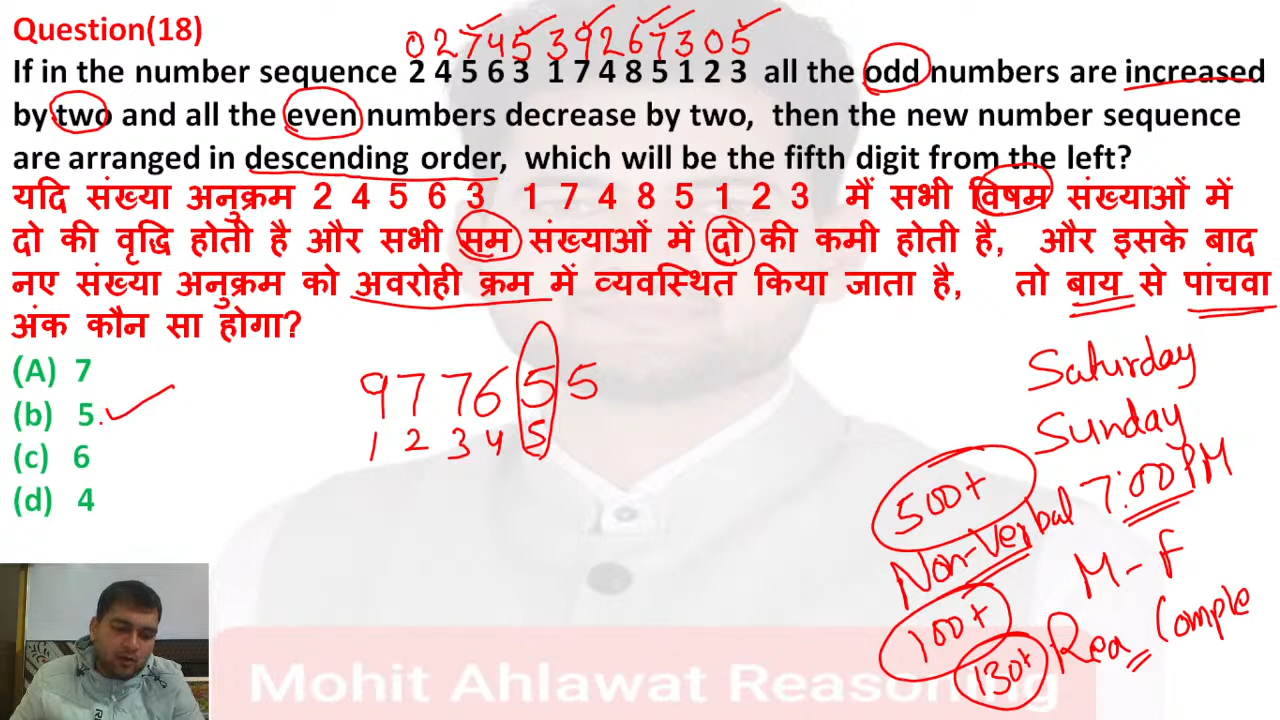 Question(18)
0 2 7 4 5 3 9 2 6 7 3 0 5
If in the number sequence 2 4 5 6 3 1 7 4 8 5 1 2 3 all the odd numbers are increased
by two and all the even numbers decrease by two, then the new number sequence
are arranged in descending order, which will be the fifth digit from the left?
यदि संख्या अनुक्रम 2 4 5 6 3 1 7 4 8 5 1 2 3 मैं सभी विषम संख्याओं में
दो की वृद्धि होती है और सभी सम संख्याओं में दो की कमी होती है, और इसके बाद
नए संख्या अनुक्रम को अवरोही क्रम में व्यवस्थित किया जाता है, तो बाय से पांचवा
अंक कौन सा होगा?
(A) 7
(b) 5.
(c) 6
(d) 4
9 7 7 6 5 5
1 2 3 4 5
Saturday
Sunday
7:00 PM
500+
Non-Verbal
M-F
100+
130+
Rea Comple
Mohit Ahlawat Reasoning